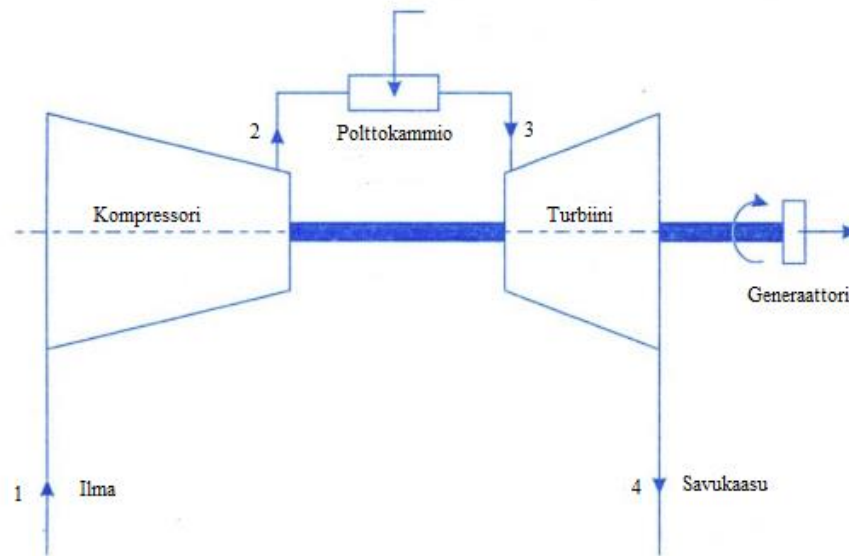 2
3
Polttokammio
Kompressori
Turbiini
Generaattori
1
Ilma
4
Savukaasu